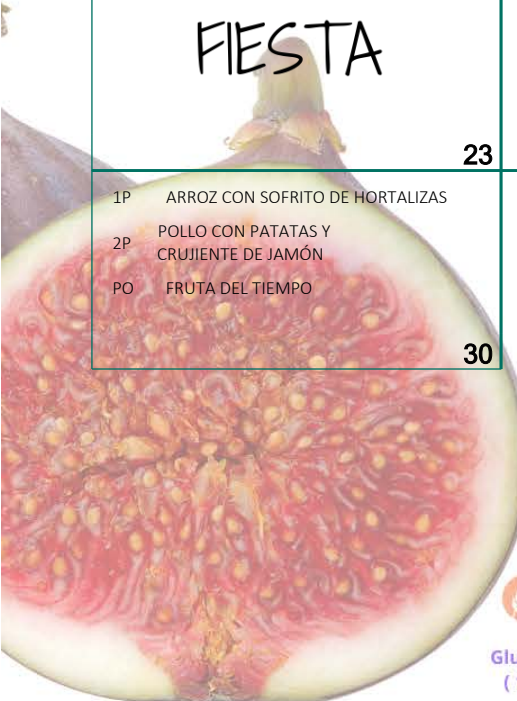 FIESTA
23
1P ARROZ CON SOFRITO DE HORTALIZAS
2P POLLO CON PATATAS Y
CRUJIENTE DE JAMÓN
PO FRUTA DEL TIEMPO
30